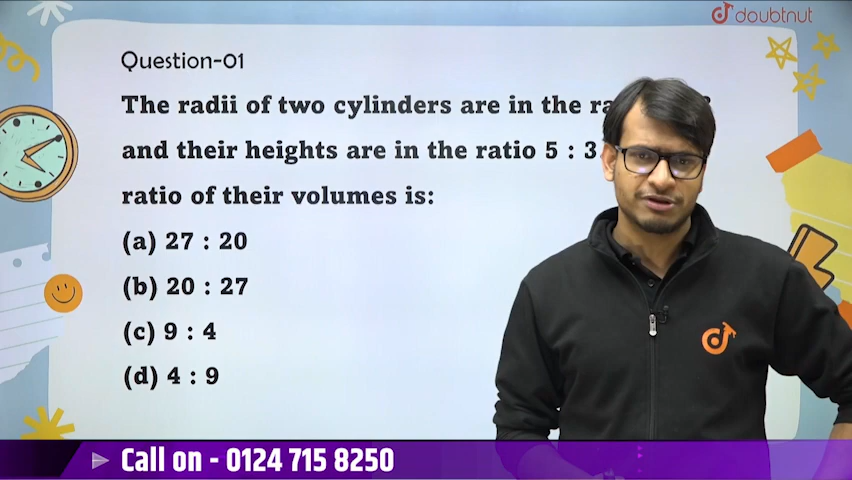 doubtnut
Question-01
The radii of two cylinders are in the
and their heights are in the ratio 5 : 3
ratio of their volumes is:
(a) 27 : 20
(b) 20 : 27
(c) 9 : 4
(d) 4 : 9
Call on - 0124 715 8250